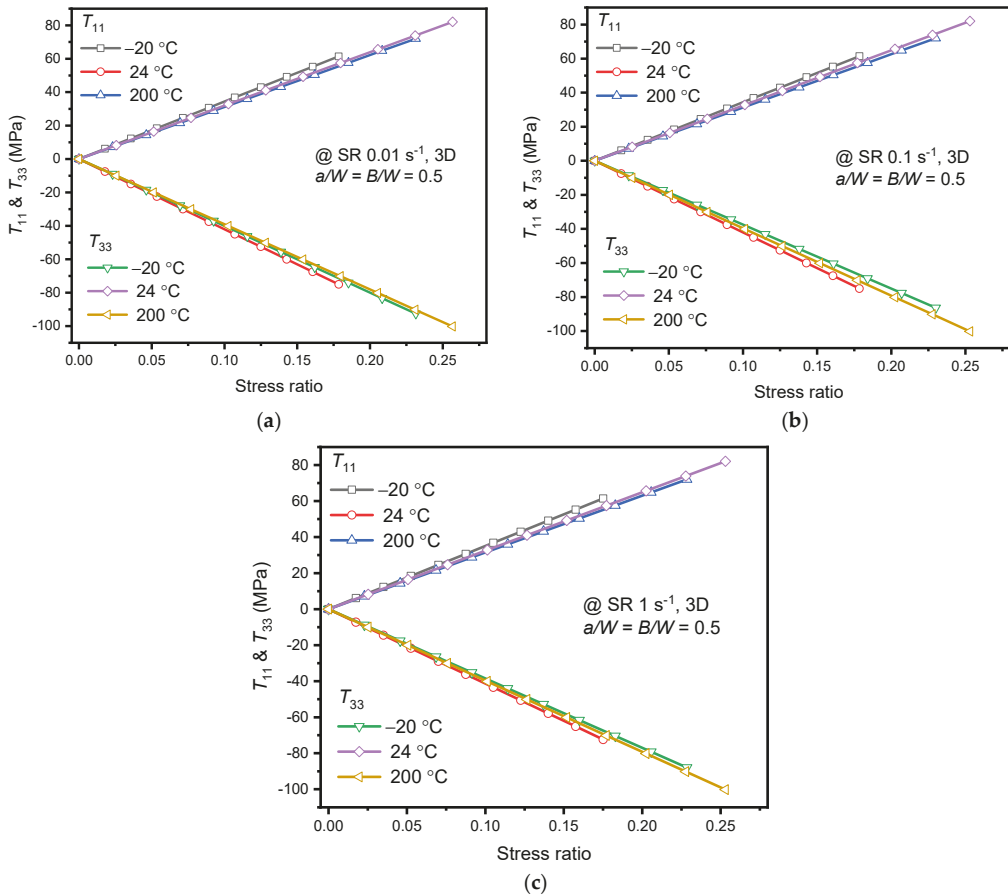 T₁₁
–20 °C
24 °C
200 °C
@ SR 0.01 s⁻¹, 3D
a/W = B/W = 0.5
T₃₃
–20 °C
24 °C
200 °C
80
60
40
20
0
-20
-40
-60
-80
-100
T₁₁ & T₃₃ (MPa)
0.00 0.05 0.10 0.15 0.20 0.25
Stress ratio
(a)
T₁₁
–20 °C
24 °C
200 °C
@ SR 0.1 s⁻¹, 3D
a/W = B/W = 0.5
T₃₃
–20 °C
24 °C
200 °C
80
60
40
20
0
-20
-40
-60
-80
-100
T₁₁ & T₃₃ (MPa)
0.00 0.05 0.10 0.15 0.20 0.25
Stress ratio
(b)
T₁₁
–20 °C
24 °C
200 °C
@ SR 1 s⁻¹, 3D
a/W = B/W = 0.5
T₃₃
–20 °C
24 °C
200 °C
80
60
40
20
0
-20
-40
-60
-80
-100
T₁₁ & T₃₃ (MPa)
0.00 0.05 0.10 0.15 0.20 0.25
Stress ratio
(c)